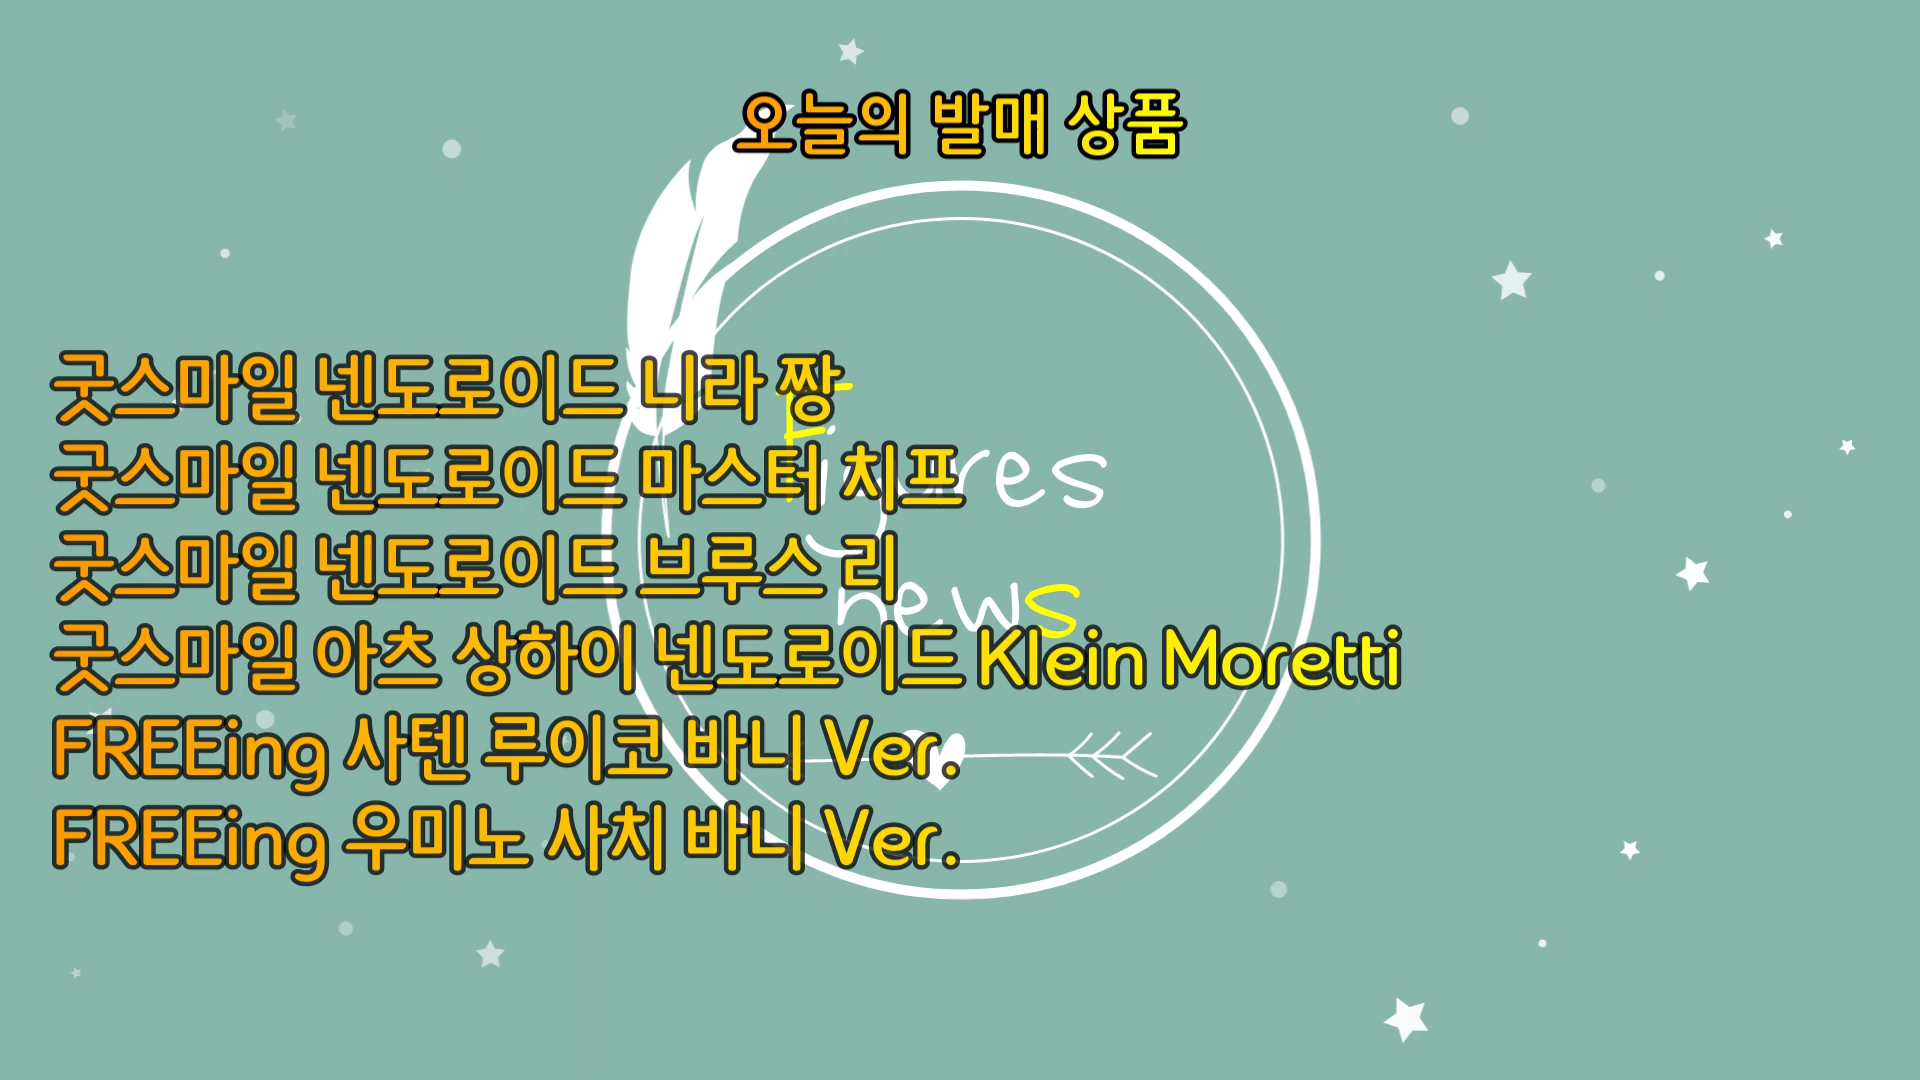 오늘의 발매 상품
굿스마일 넨도로이드 니라 짱
굿스마일 넨도로이드 마스터 치프
굿스마일 넨도로이드 브루스 리
굿스마일 아츠 상하이 넨도로이드 Klein Moretti
FREEing 사텐 루이코 바니 Ver.
FREEing 우미노 사치 바니 Ver.
Figures
news